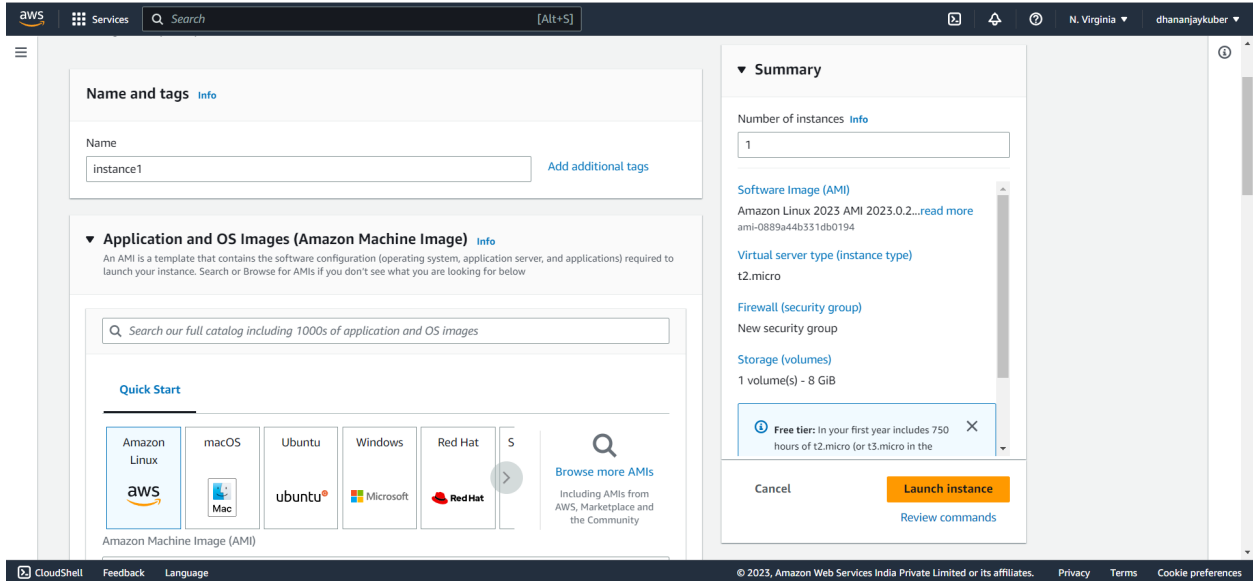 aws
Services
Search
[Alt+S]
N. Virginia
dhananjaykuber
Name and tags Info
Name
instance1
Add additional tags
Application and OS Images (Amazon Machine Image) Info
An AMI is a template that contains the software configuration (operating system, application server, and applications) required to
launch your instance. Search or Browse for AMIs if you don't see what you are looking for below
Search our full catalog including 1000s of application and OS images
Quick Start
Amazon
Linux
aws
macOS
Mac
Ubuntu
ubuntu
Windows
Microsoft
Red Hat
Red Hat
S
Browse more AMIs
Including AMIs from
AWS, Marketplace and
the Community
Amazon Machine Image (AMI)
Summary
Number of instances Info
1
Software Image (AMI)
Amazon Linux 2023 AMI 2023.0.2...read more
ami-0889a44b331db0194
Virtual server type (instance type)
t2.micro
Firewall (security group)
New security group
Storage (volumes)
1 volume(s) - 8 GiB
Free tier: In your first year includes 750
hours of t2.micro (or t3.micro in the
Cancel
Launch instance
Review commands
CloudShell
Feedback
Language
© 2023, Amazon Web Services India Private Limited or its affiliates.
Privacy
Terms
Cookie preferences